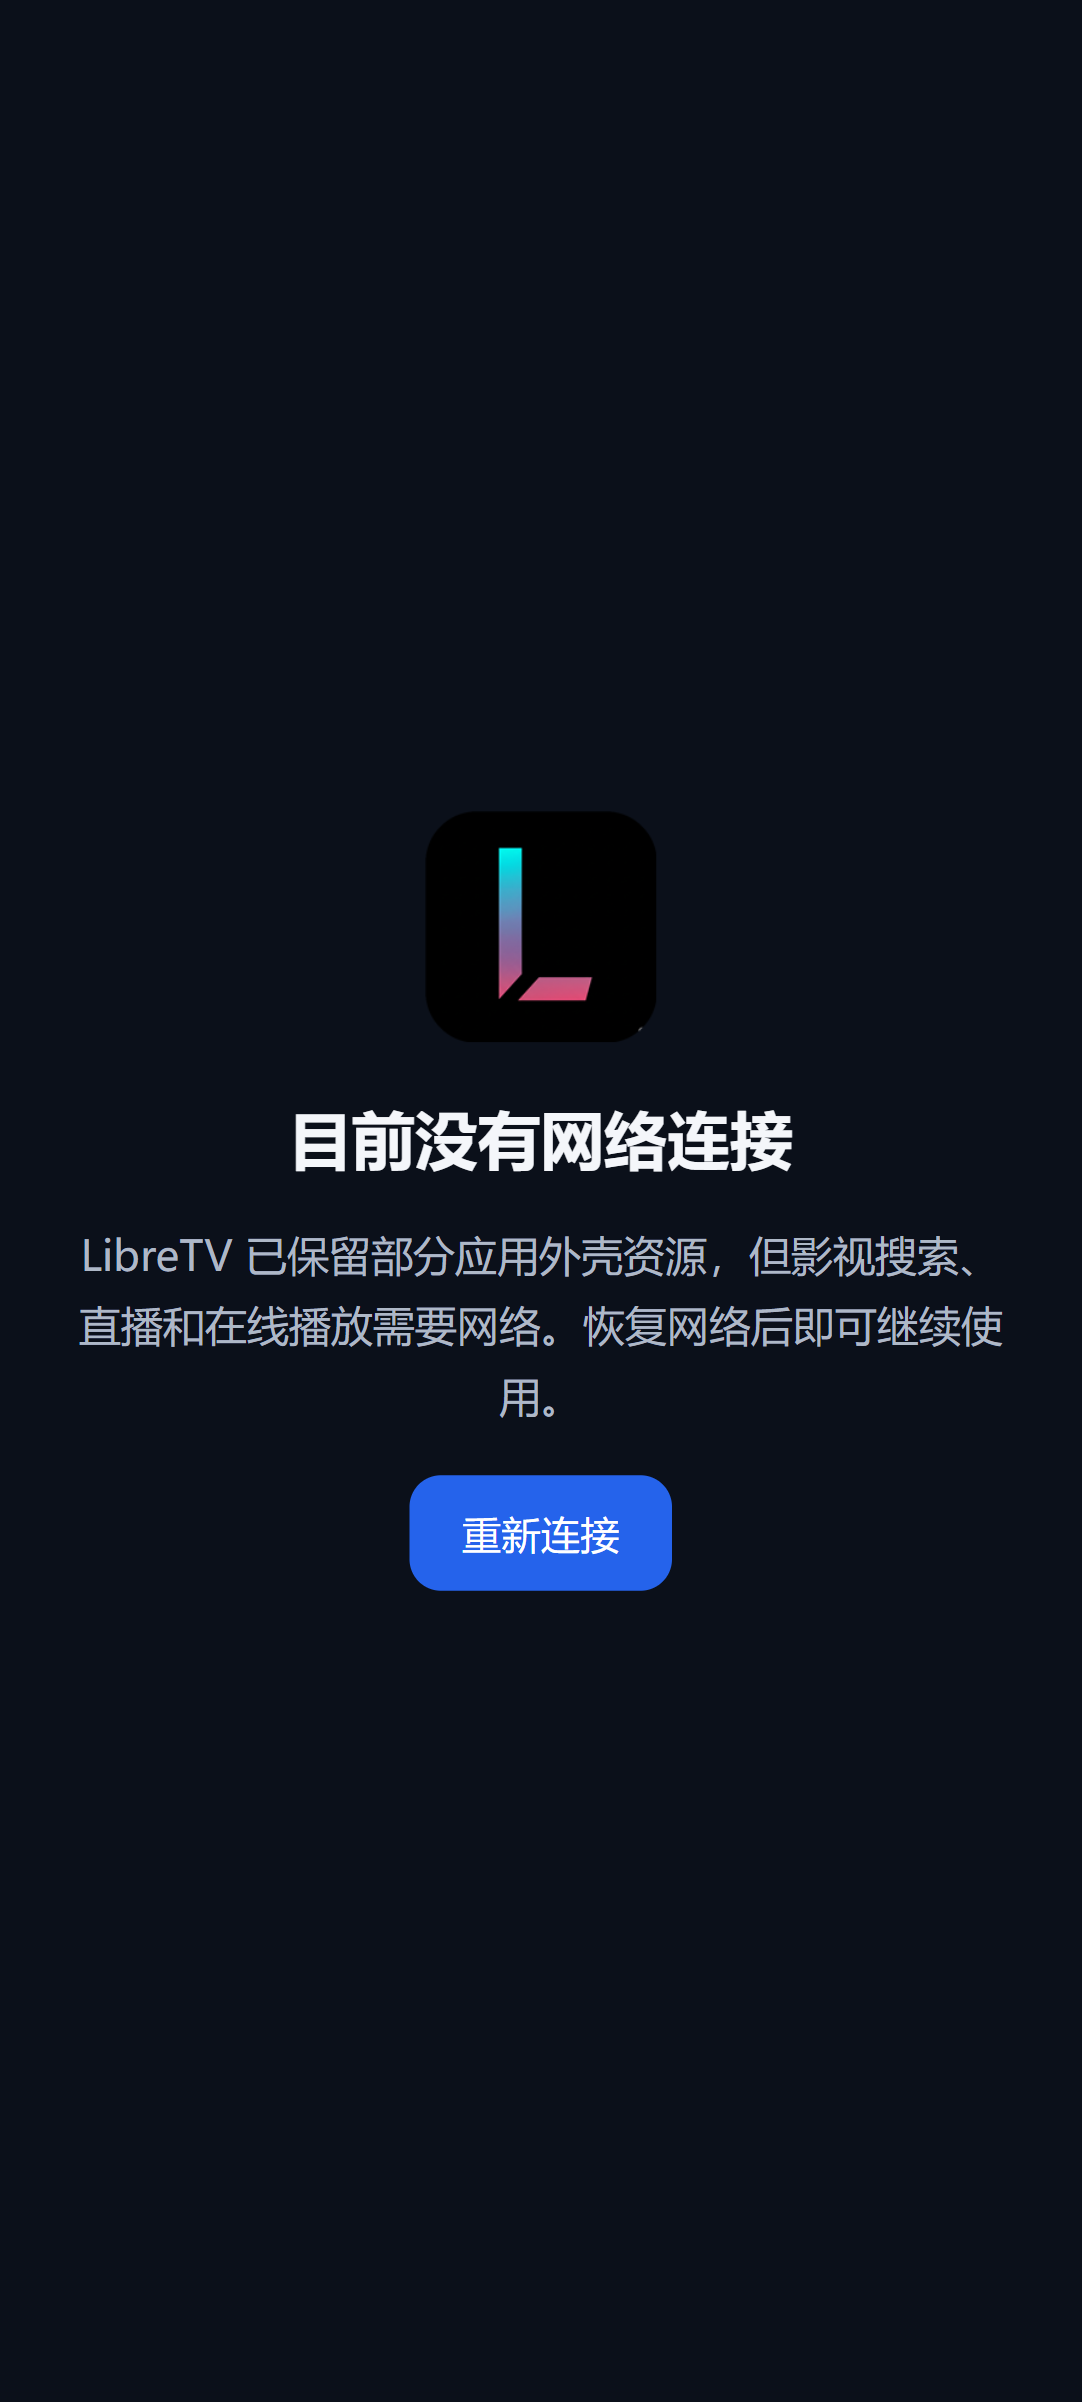 目前没有网络连接
LibreTV 已保留部分应用外壳资源，但影视搜索、
直播和在线播放需要网络。恢复网络后即可继续使
用。
重新连接